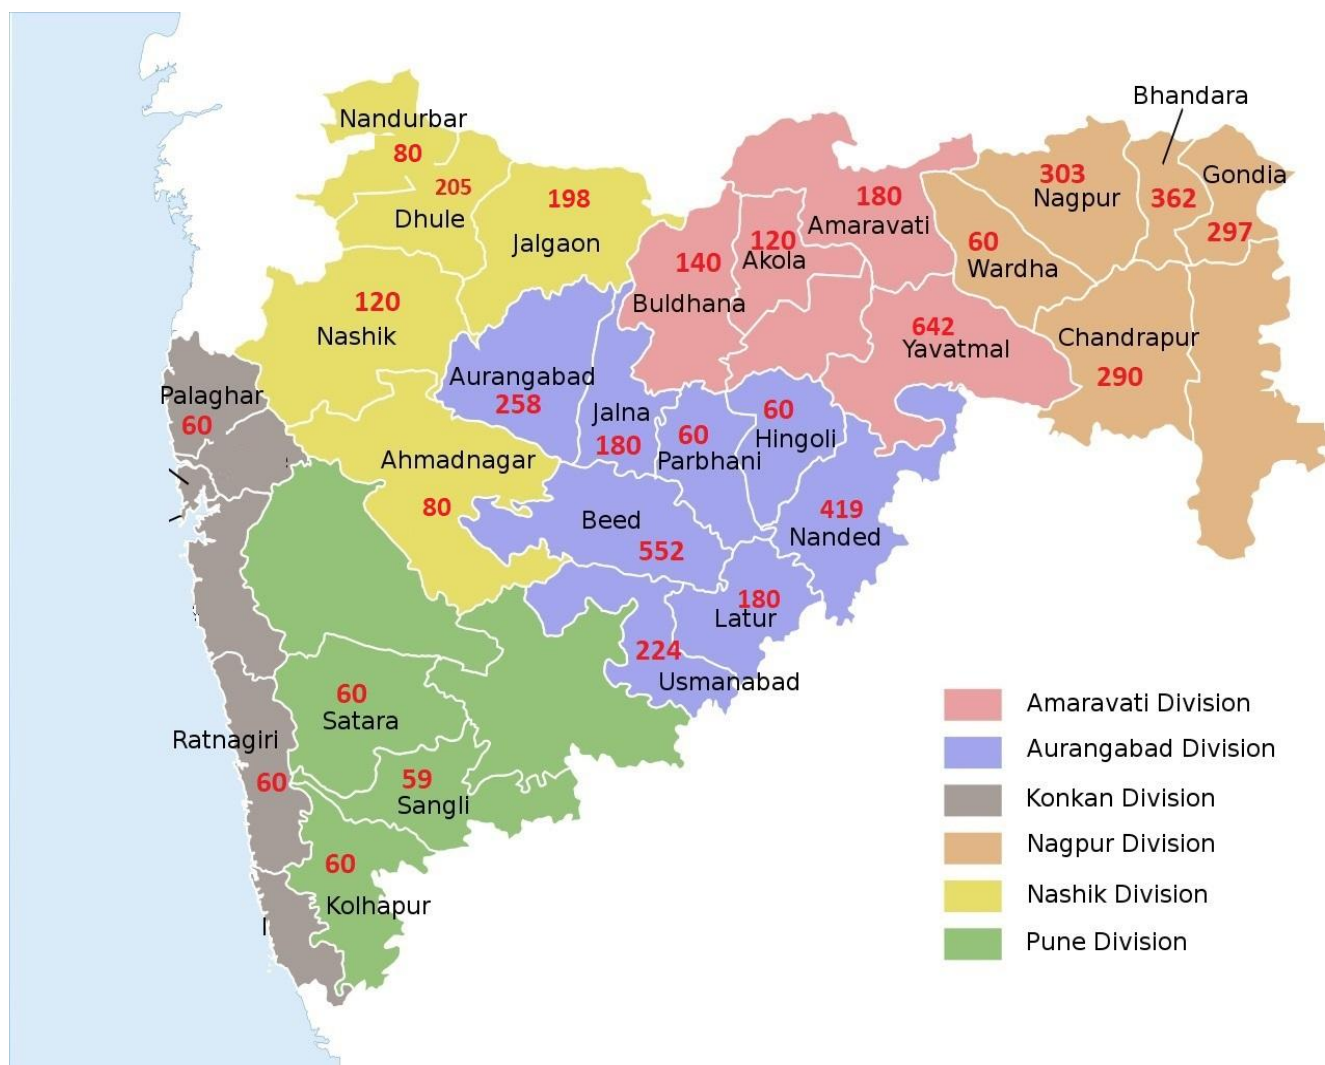 Bhandara
Nandurbar
80
303
Nagpur
Gondia
205
198
180
362
Dhule
Amaravati
297
Jalgaon
120
Akola
60
Wardha
140
Buldhana
120
Nashik
642
Yavatmal
Chandrapur
290
Aurangabad
258
Palaghar
60
Jalna
180
60
Parbhani
60
Hingoli
Ahmadnagar
80
Beed
552
419
Nanded
180
Latur
224
Usmanabad
60
Satara
Ratnagiri
60
59
Sangli
60
Kolhapur
Amaravati Division
Aurangabad Division
Konkan Division
Nagpur Division
Nashik Division
Pune Division